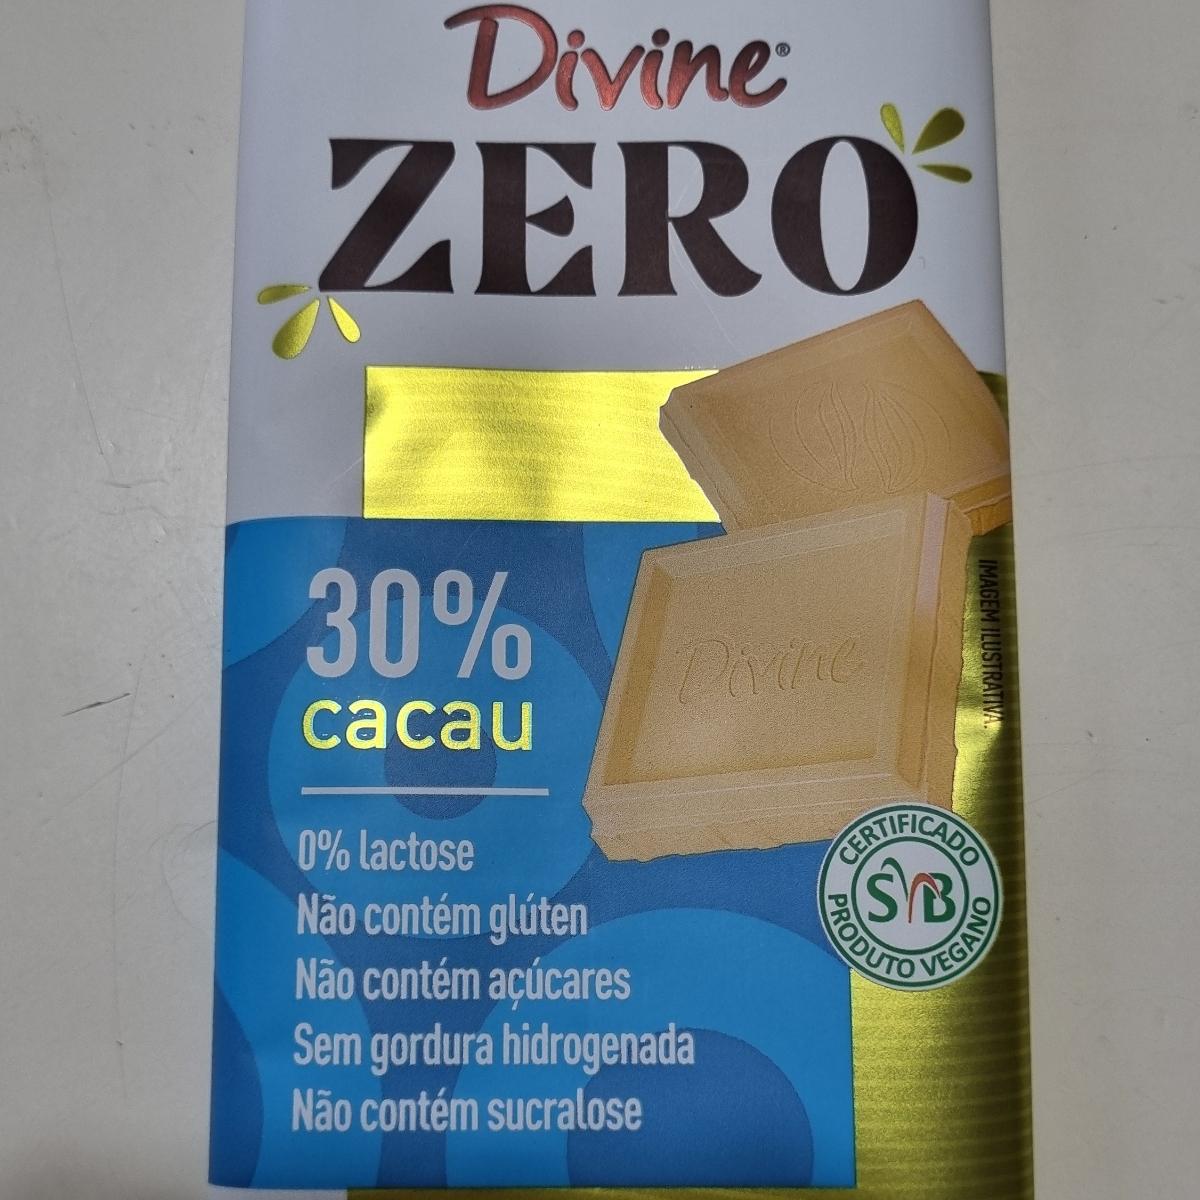 Divine®
ZERO
30%
cacau
0% lactose
Não contém glúten
Não contém açúcares
Sem gordura hidrogenada
Não contém sucralose
Divine
IMAGEM ILUSTRATIVA.
CERTIFICADO
SVB
PRODUTO VEGANO